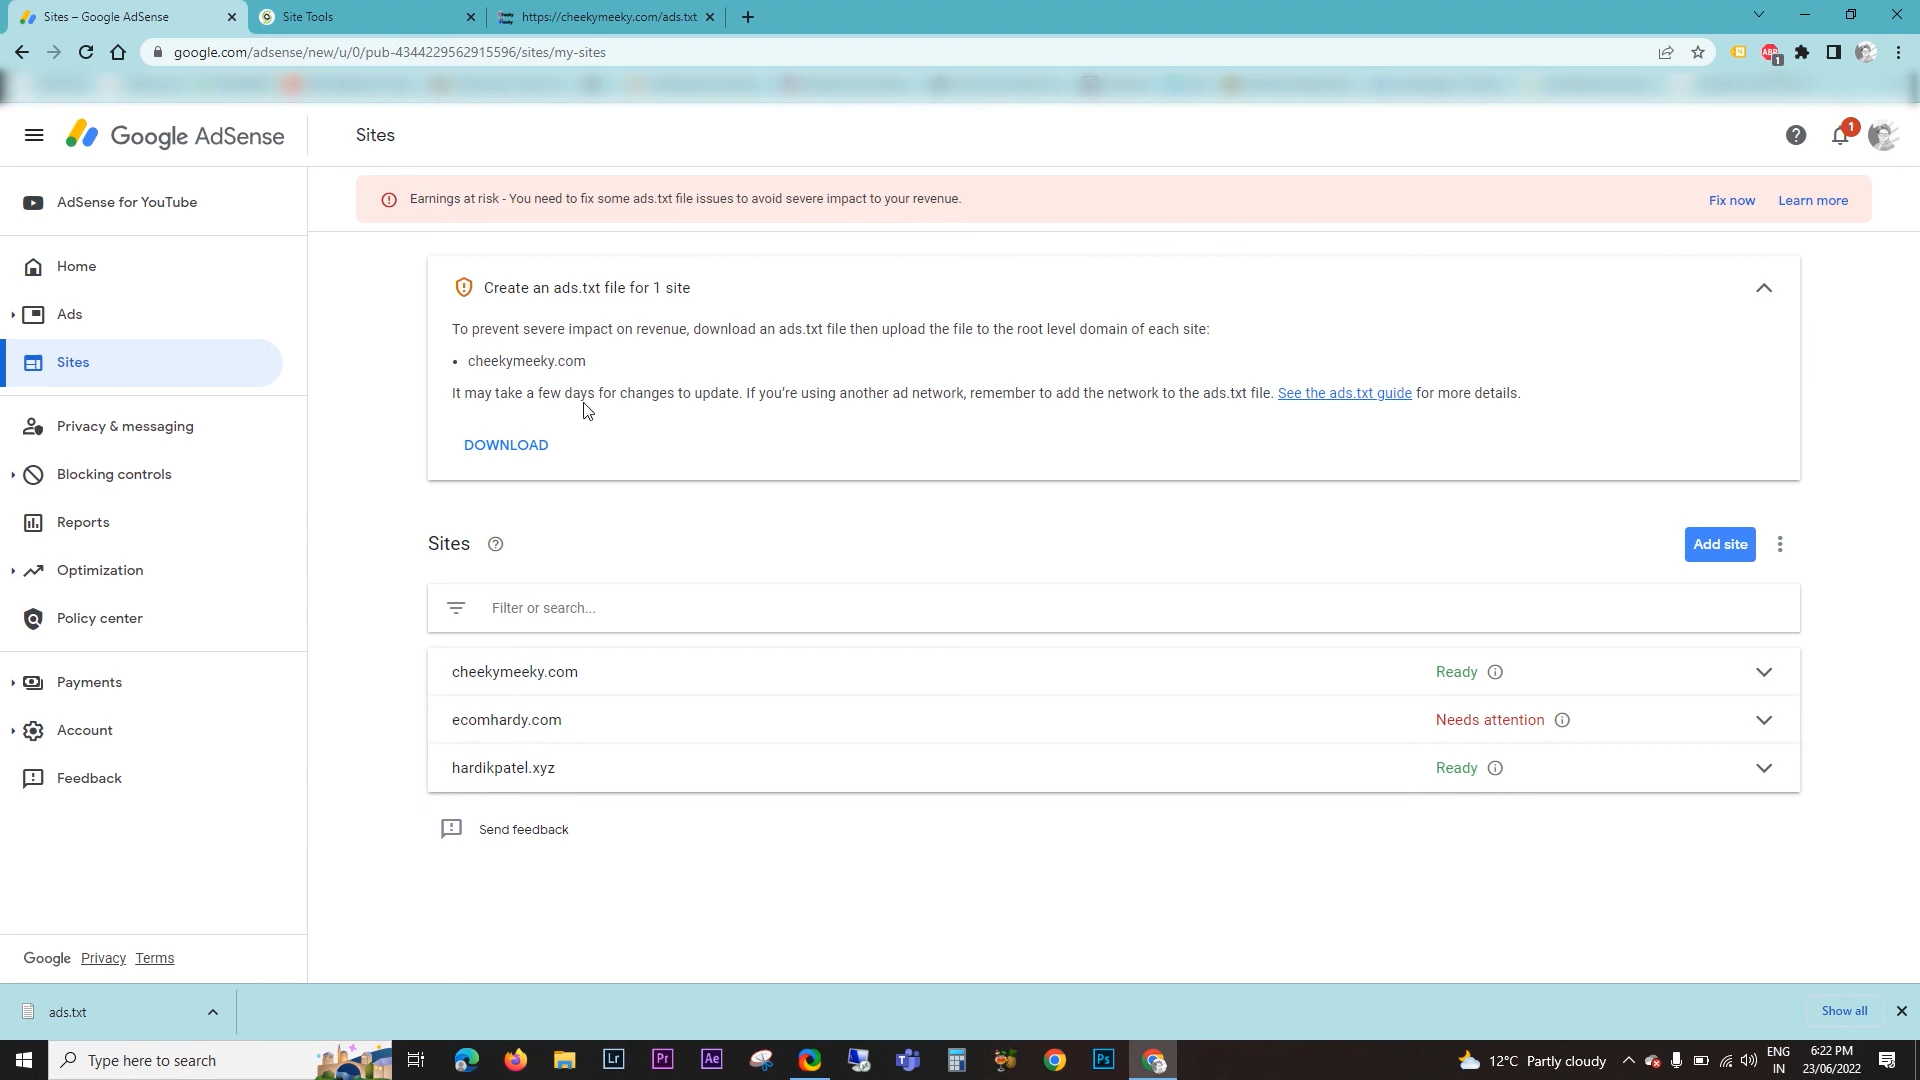 Sites – Google AdSense
Site Tools
https://cheekymeeky.com/ads.txt
google.com/adsense/new/u/0/pub-4344229562915596/sites/my-sites
ABP
1
Google AdSense
Sites
1
Earnings at risk - You need to fix some ads.txt file issues to avoid severe impact to your revenue.
Fix now
Learn more
AdSense for YouTube
Home
Ads
Sites
Privacy & messaging
Blocking controls
Reports
Optimization
Policy center
Payments
Account
Feedback
Google Privacy Terms
Create an ads.txt file for 1 site
To prevent severe impact on revenue, download an ads.txt file then upload the file to the root level domain of each site:
• cheekymeeky.com
It may take a few days for changes to update. If you’re using another ad network, remember to add the network to the ads.txt file. See the ads.txt guide for more details.
DOWNLOAD
Sites
Add site
Filter or search...
cheekymeeky.com Ready
ecomhardy.com Needs attention
hardikpatel.xyz Ready
Send feedback
ads.txt
Show all
Type here to search
Lr
Pr
Ae
Ps
12°C Partly cloudy
ENG
IN
6:22 PM
23/06/2022